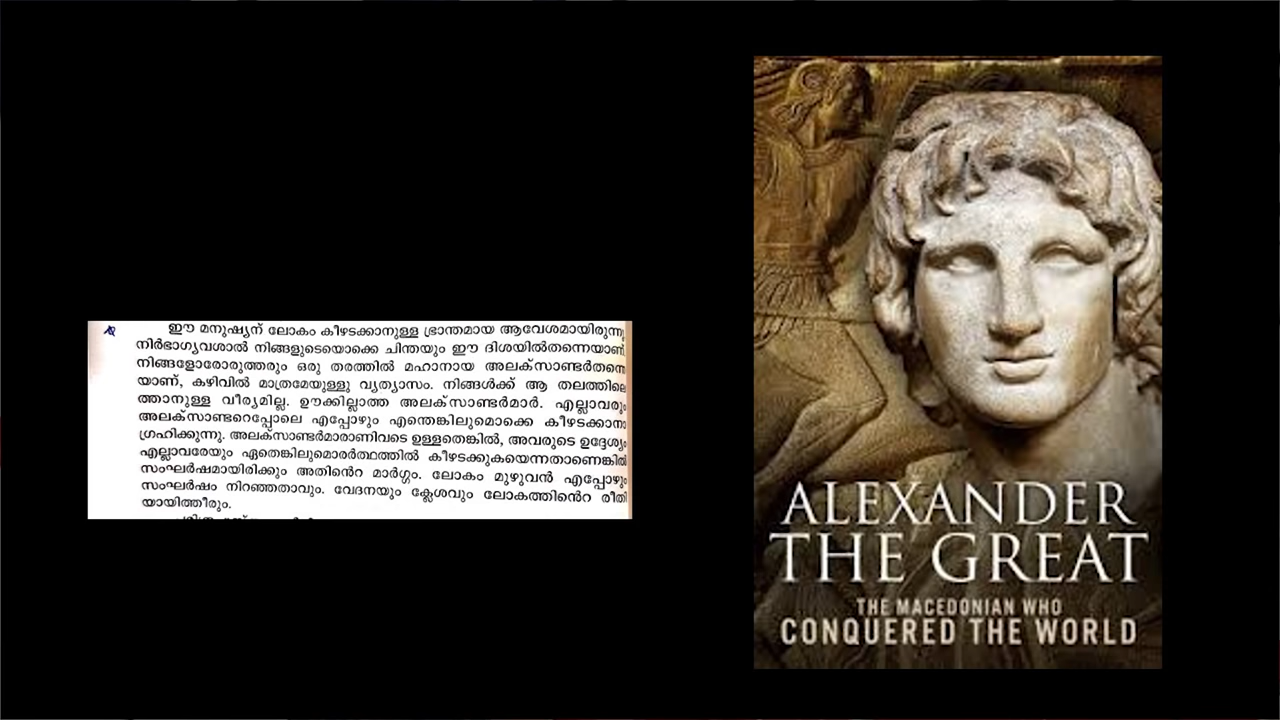 ഈ മനുഷ്യന് ലോകം കീഴടക്കാനുള്ള ഭ്രാന്തമായ ആവേശമായിരുന്നു
നിർഭാഗ്യവശാൽ നിങ്ങളുടെയൊക്കെ ചിന്തയും ഈ ദിശയിൽതന്നെയാണ്
നിങ്ങളോരോരുത്തരും ഒരു തരത്തിൽ മഹാനായ അലക്സാണ്ടർതന്നെ
യാണ്, കഴിവിൽ മാത്രമേയുള്ളു വ്യത്യാസം. നിങ്ങൾക്ക് ആ തലത്തിലെ
ത്താനുള്ള വീര്യമില്ല. ഊക്കില്ലാത്ത അലക്സാണ്ടർമാർ. എല്ലാവരും
അലക്സാണ്ടറെപ്പോലെ എപ്പോഴും എന്തെങ്കിലുമൊക്കെ കീഴടക്കാനാ
ഗ്രഹിക്കുന്നു. അലക്സാണ്ടർമാരാണിവടെ ഉള്ളതെങ്കിൽ, അവരുടെ ഉദ്ദേശ്യം
എല്ലാവരേയും ഏതെങ്കിലുമൊരർത്ഥത്തിൽ കീഴടക്കുകയെന്നതാണെങ്കിൽ
സംഘർഷമായിരിക്കും അതിൻെറ മാർഗ്ഗം. ലോകം മുഴുവൻ എപ്പോഴും
സംഘർഷം നിറഞ്ഞതാവും. വേദനയും ക്ലേശവും ലോകത്തിൻെറ രീതി
യായിത്തീരും.
ALEXANDER
THE GREAT
THE MACEDONIAN WHO
CONQUERED THE WORLD